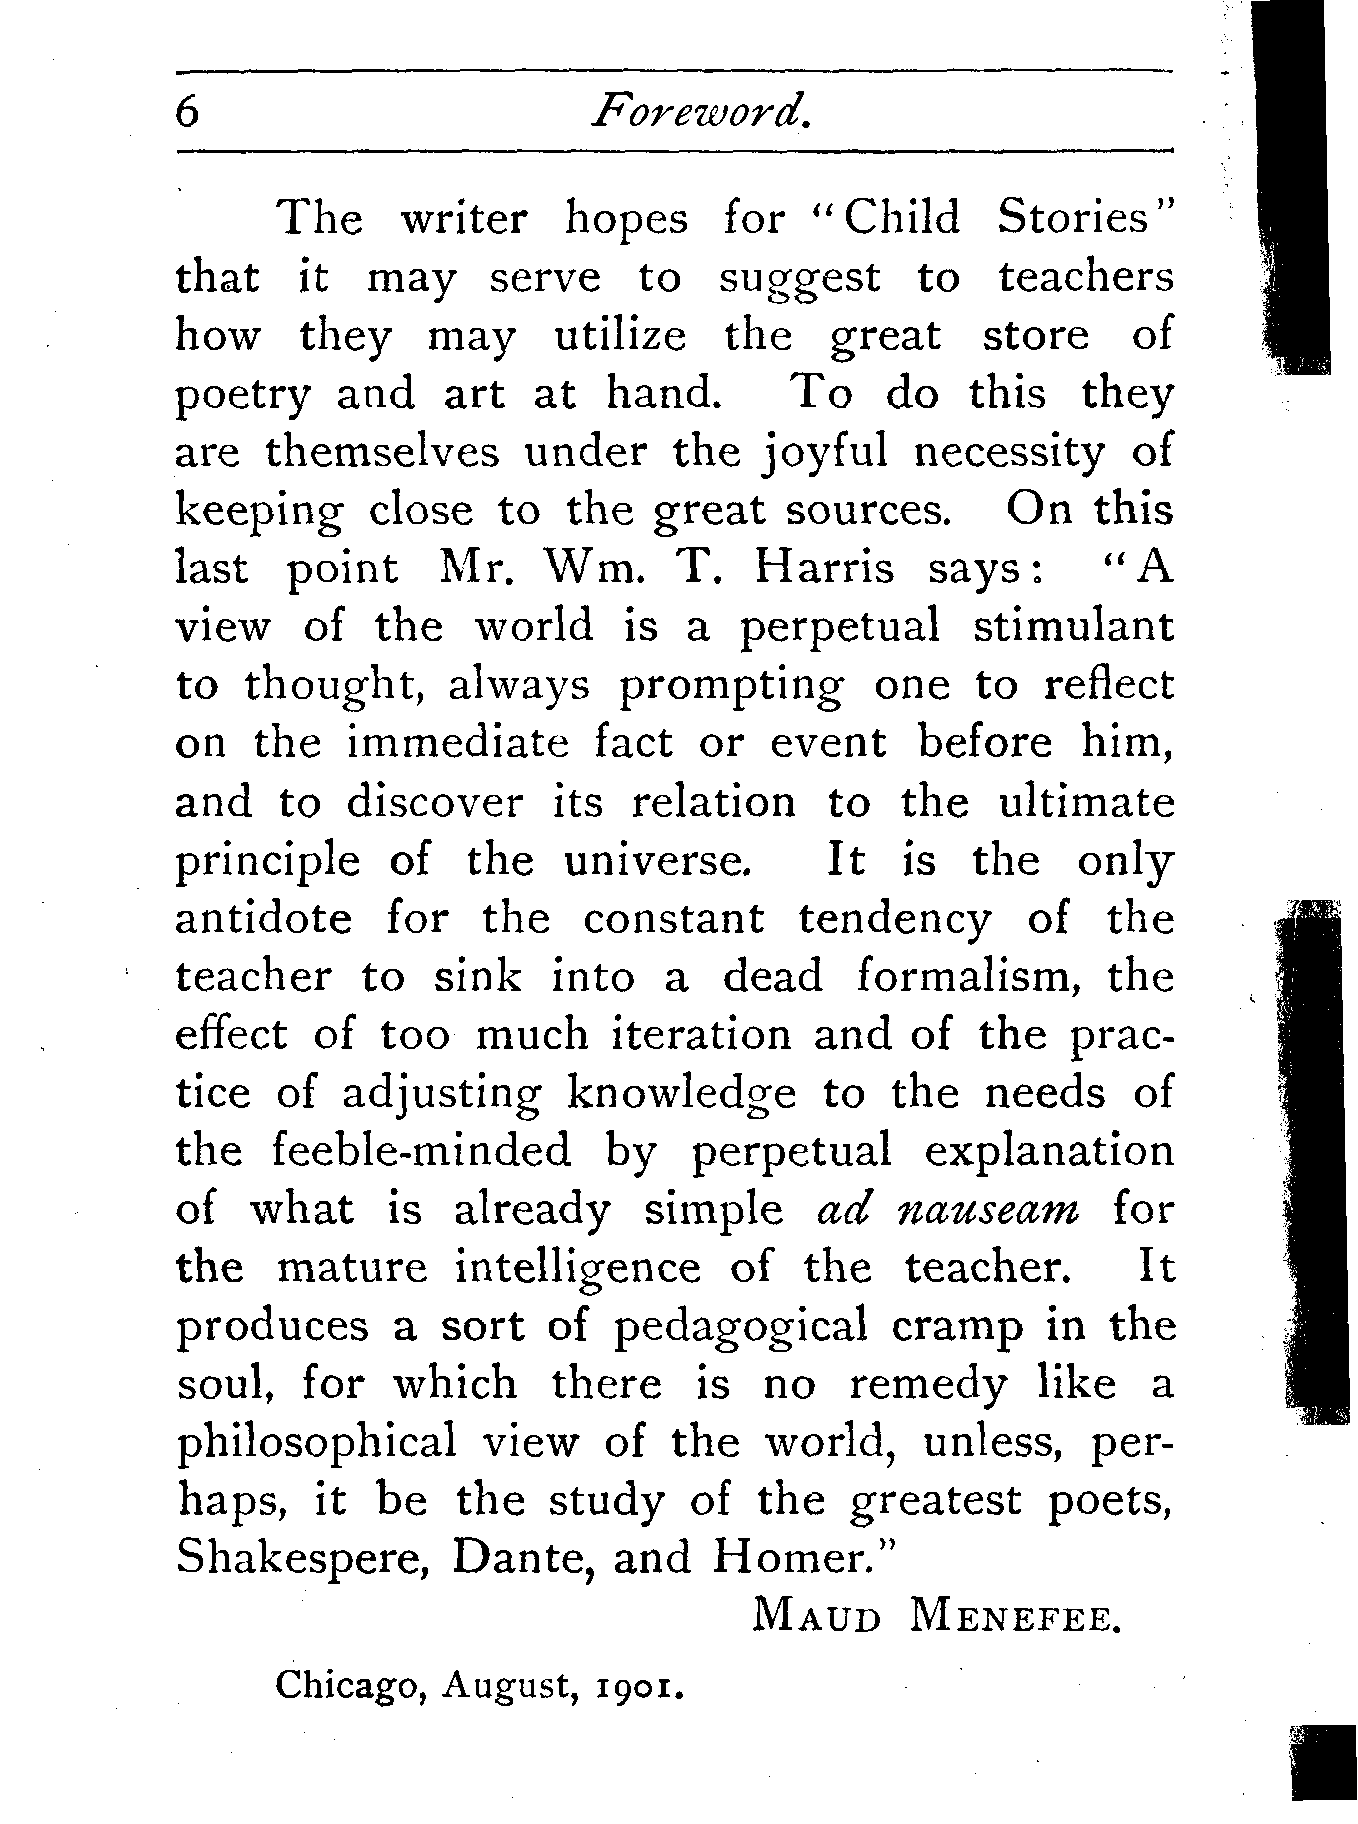 6 Foreword.
The writer hopes for "Child Stories"
that it may serve to suggest to teachers
how they may utilize the great store of
poetry and art at hand. To do this they
are themselves under the joyful necessity of
keeping close to the great sources. On this
last point Mr. Wm. T. Harris says: "A
view of the world is a perpetual stimulant
to thought, always prompting one to reflect
on the immediate fact or event before him,
and to discover its relation to the ultimate
principle of the universe. It is the only
antidote for the constant tendency of the
teacher to sink into a dead formalism, the
effect of too much iteration and of the prac-
tice of adjusting knowledge to the needs of
the feeble-minded by perpetual explanation
of what is already simple ad nauseam for
the mature intelligence of the teacher. It
produces a sort of pedagogical cramp in the
soul, for which there is no remedy like a
philosophical view of the world, unless, per-
haps, it be the study of the greatest poets,
Shakespere, Dante, and Homer."
MAUD MENEFEE.
Chicago, August, 1901.